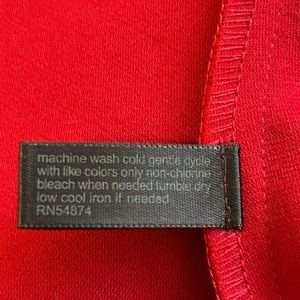 machine wash cold gentle cycle
with like colors only non-chlorine
bleach when needed tumble dry
low cool iron if needed
RN54874